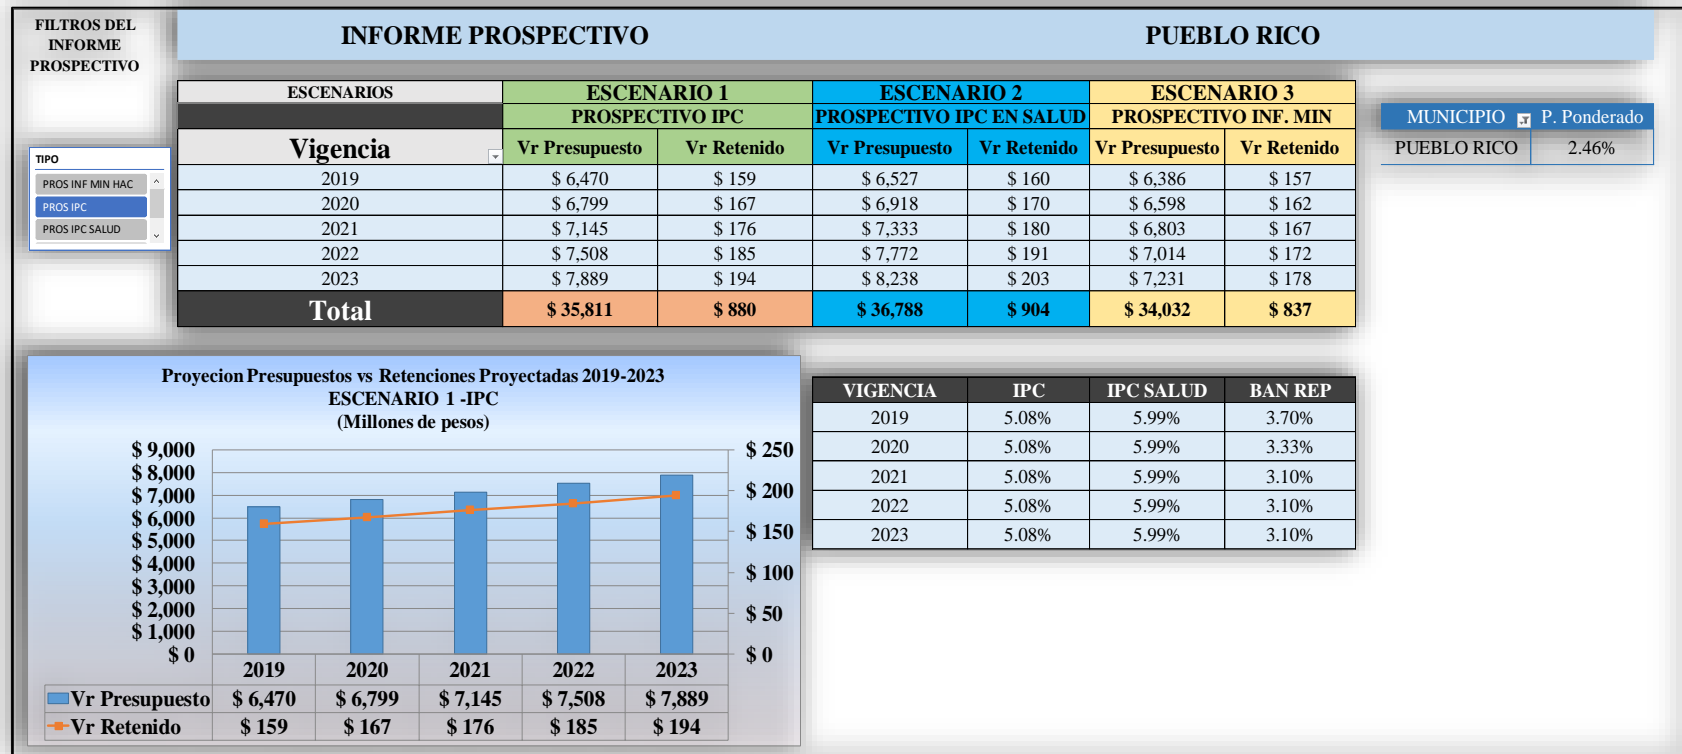 FILTROS DEL
INFORME
PROSPECTIVO
INFORME PROSPECTIVO PUEBLO RICO
ESCENARIOS ESCENARIO 1 ESCENARIO 2 ESCENARIO 3
PROSPECTIVO IPC PROSPECTIVO IPC EN SALUD PROSPECTIVO INF. MIN
Vigencia Vr Presupuesto Vr Retenido Vr Presupuesto Vr Retenido Vr Presupuesto Vr Retenido
2019 $ 6,470 $ 159 $ 6,527 $ 160 $ 6,386 $ 157
2020 $ 6,799 $ 167 $ 6,918 $ 170 $ 6,598 $ 162
2021 $ 7,145 $ 176 $ 7,333 $ 180 $ 6,803 $ 167
2022 $ 7,508 $ 185 $ 7,772 $ 191 $ 7,014 $ 172
2023 $ 7,889 $ 194 $ 8,238 $ 203 $ 7,231 $ 178
Total $ 35,811 $ 880 $ 36,788 $ 904 $ 34,032 $ 837
MUNICIPIO P. Ponderado
PUEBLO RICO 2.46%
TIPO
PROS INF MIN HAC
PROS IPC
PROS IPC SALUD
Proyecion Presupuestos vs Retenciones Proyectadas 2019-2023
ESCENARIO 1 -IPC
(Millones de pesos)
$ 9,000
$ 8,000
$ 7,000
$ 6,000
$ 5,000
$ 4,000
$ 3,000
$ 2,000
$ 1,000
$ 0
$ 250
$ 200
$ 150
$ 100
$ 50
$ 0
2019 2020 2021 2022 2023
Vr Presupuesto $ 6,470 $ 6,799 $ 7,145 $ 7,508 $ 7,889
Vr Retenido $ 159 $ 167 $ 176 $ 185 $ 194
VIGENCIA IPC IPC SALUD BAN REP
2019 5.08% 5.99% 3.70%
2020 5.08% 5.99% 3.33%
2021 5.08% 5.99% 3.10%
2022 5.08% 5.99% 3.10%
2023 5.08% 5.99% 3.10%